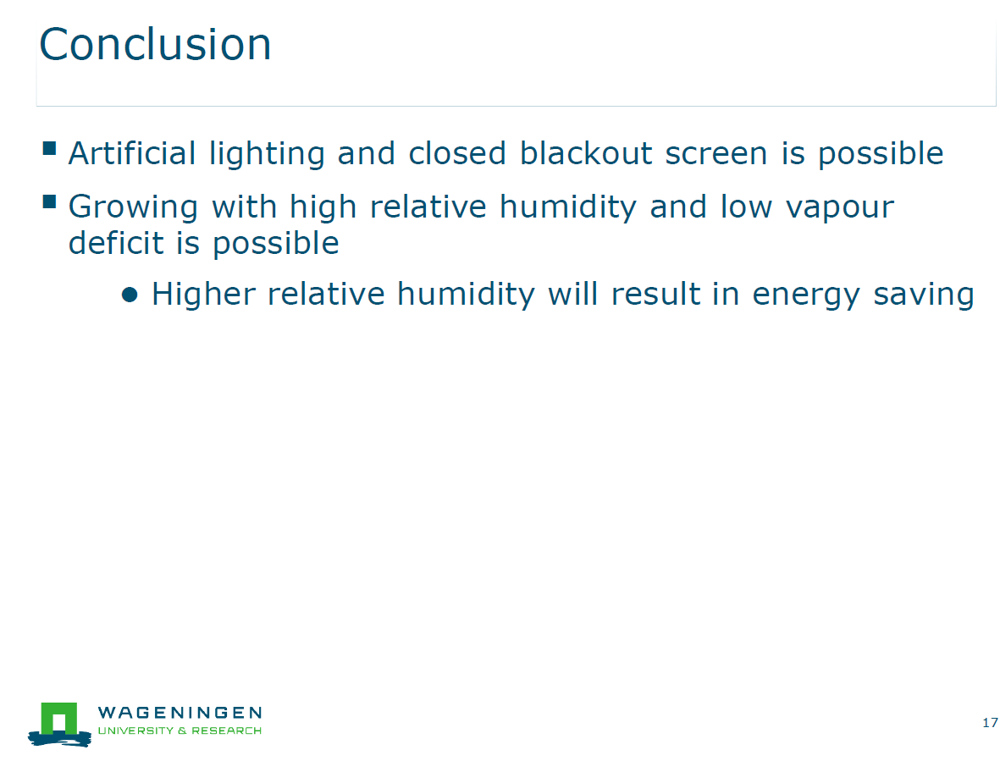 Conclusion
▪ Artificial lighting and closed blackout screen is possible
▪ Growing with high relative humidity and low vapour
deficit is possible
● Higher relative humidity will result in energy saving
WAGENINGEN
UNIVERSITY & RESEARCH
17